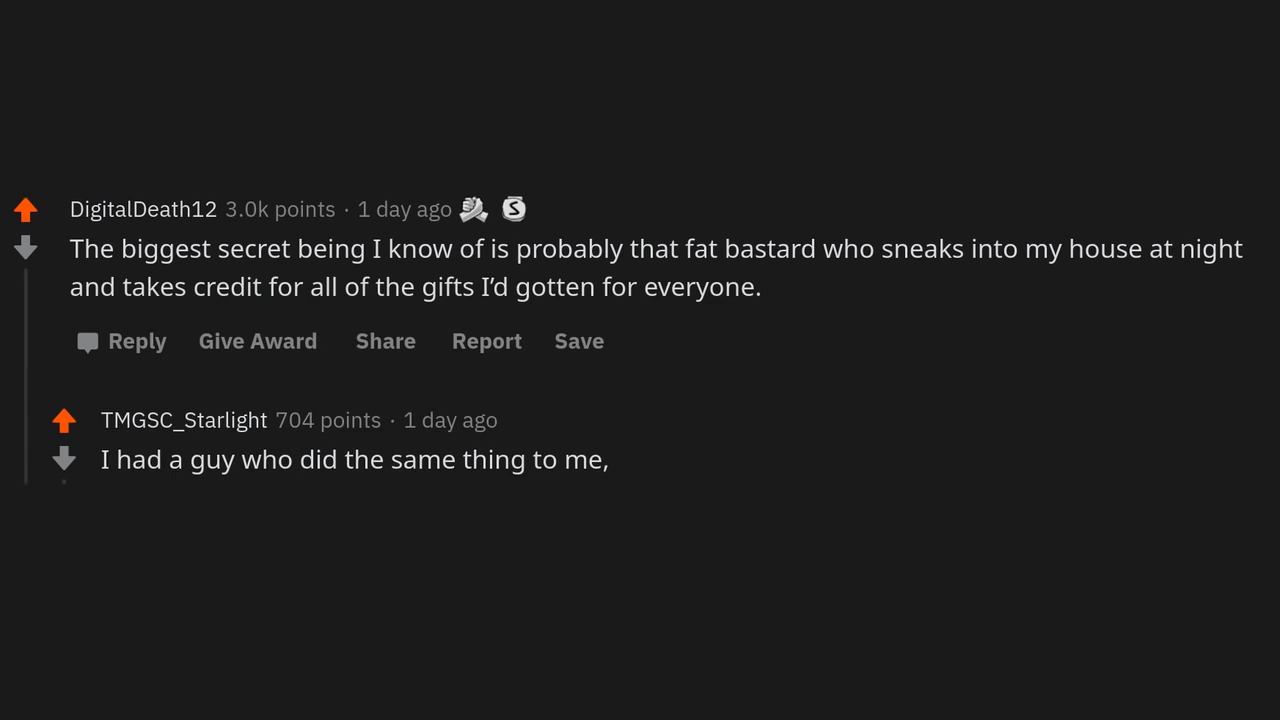 DigitalDeath12 3.0k points · 1 day ago
The biggest secret being I know of is probably that fat bastard who sneaks into my house at night
and takes credit for all of the gifts I’d gotten for everyone.
Reply Give Award Share Report Save
TMGSC_Starlight 704 points · 1 day ago
I had a guy who did the same thing to me,